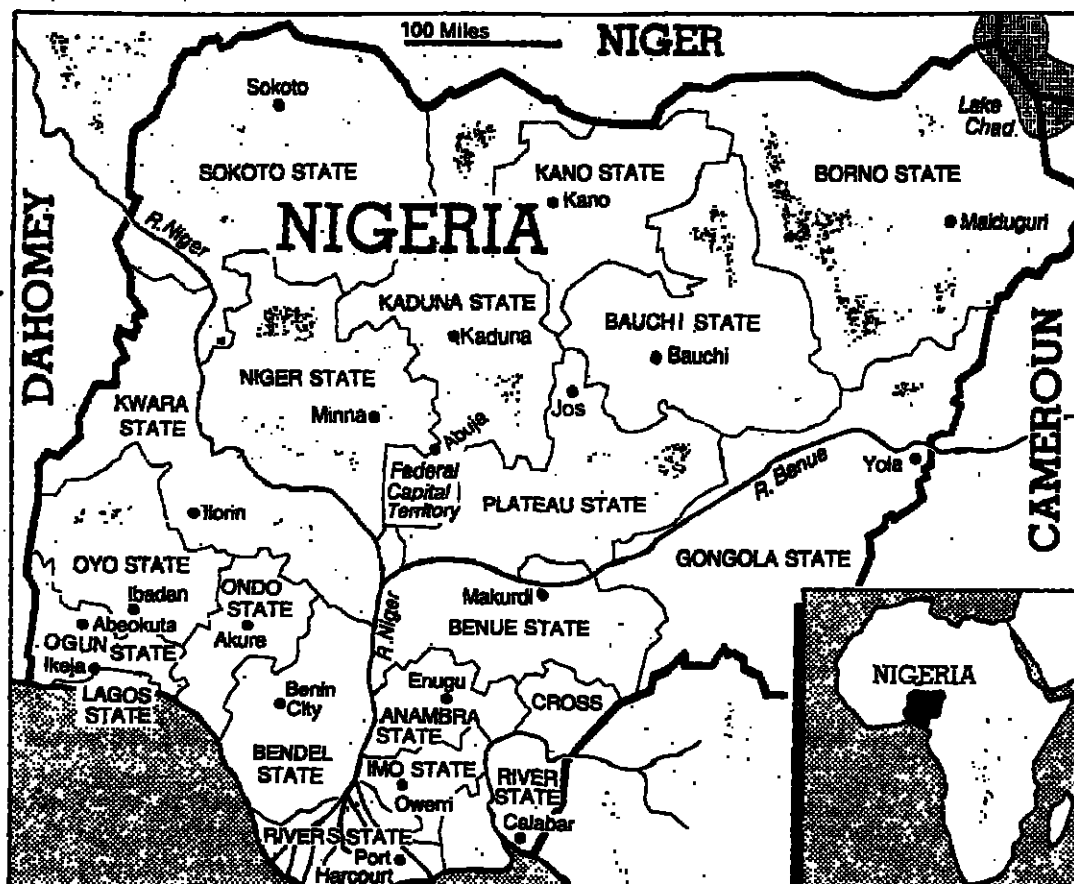 100 Miles
NIGER
Sokoto
Lake
Chad.
SOKOTO STATE
KANO STATE
BORNO STATE
Kano
DAHOMEY
R. Niger
NIGERIA
Maiduguri
KADUNA STATE
BAUCHI STATE
Kaduna
Bauchi
NIGER STATE
CAMEROUN
KWARA
STATE
Minna
Jos
Abuja
Federal
Capital
Territory
R. Benue
Yola
PLATEAU STATE
Ilorin
GONGOLA STATE
OYO STATE
ONDO
STATE
Ibadan
Makurdi
Abeokuta
Akure
R. Niger
BENUE STATE
OGUN STATE
Ikeja
Enugu
NIGERIA
LAGOS
STATE
Benin
City
CROSS
ANAMBRA
STATE
BENDEL
STATE
IMO STATE
RIVER
STATE
Owerri
Calabar
RIVERS STATE
Port
Harcourt